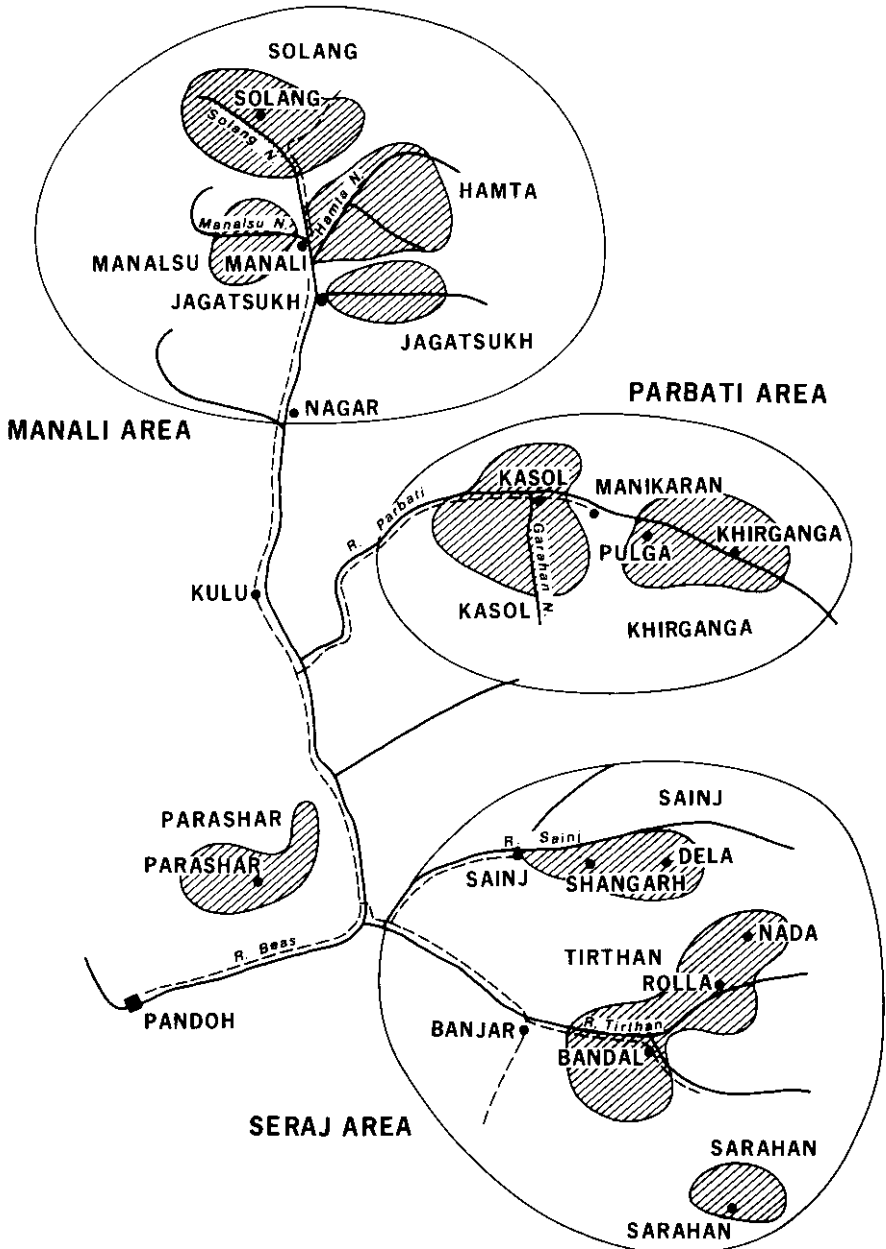 SOLANG
SOLANG
Solang N.
Hamta N.
HAMTA
Manalsu N.
MANALSU
MANALI
JAGATSUKH
JAGATSUKH
NAGAR
MANALI AREA
PARBATI AREA
KASOL
MANIKARAN
R. Parbati
Garahan N.
PULGA
KHIRGANGA
KULU
KASOL
KHIRGANGA
SAINJ
PARASHAR
R. Sainj
PARASHAR
SAINJ
SHANGARH
DELA
NADA
TIRTHAN
R. Beas
ROLLA
PANDOH
BANJAR
R. Tirthan
BANDAL
SERAJ AREA
SARAHAN
SARAHAN